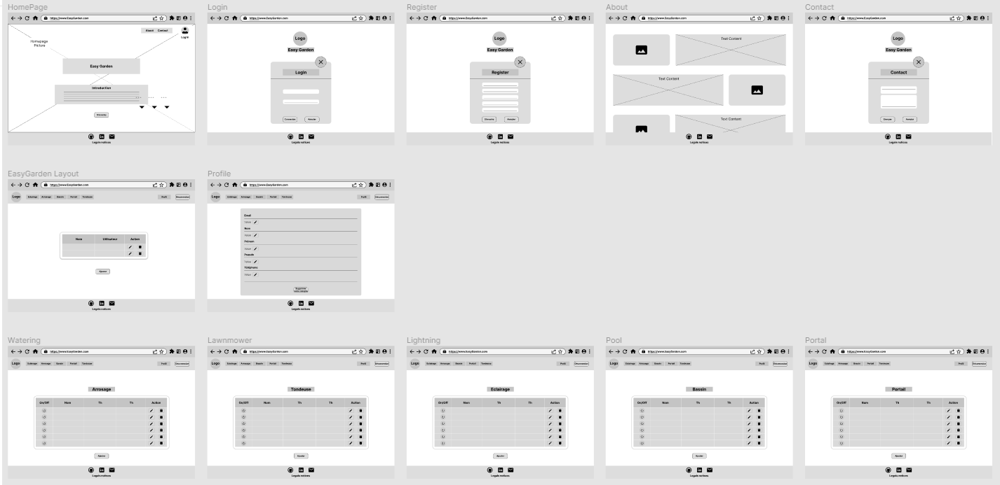 HomePage
https://www.EasyGarden.com
About Contact
Log In
Homepage
Picture
Easy Garden
Introduction
Legals notices
Login
https://www.EasyGarden.com
Logo
Easy Garden
Login
Connexion Annuler
Legals notices
Register
https://www.EasyGarden.com
Logo
Easy Garden
Register
S'inscrire Annuler
Legals notices
About
https://www.EasyGarden.com
Text Content
Text Content
Text Content
Legals notices
Contact
https://www.EasyGarden.com
Logo
Easy Garden
Contact
Envoyer Annuler
Legals notices
EasyGarden Layout
https://www.EasyGarden.com
Logo Eclairage Arrosage Bassin Portail Tondeuse Profil Déconnexion
Nom Utilisateur Action
Ajouter
Legals notices
Profile
https://www.EasyGarden.com
Logo Eclairage Arrosage Bassin Portail Tondeuse Profil Déconnexion
Email
Value
Nom
Value
Prénom
Value
Pseudo
Value
Téléphone
Value
Supprimer
votre compte
Legals notices
Watering
https://www.EasyGarden.com
Logo Eclairage Arrosage Bassin Portail Tondeuse Profil Déconnexion
Arrosage
On/Off Nom Th Th Action
Ajouter
Legals notices
Lawnmower
https://www.EasyGarden.com
Logo Eclairage Arrosage Bassin Portail Tondeuse Profil Déconnexion
Tondeuse
On/Off Nom Th Th Action
Ajouter
Legals notices
Lightning
https://www.EasyGarden.com
Logo Eclairage Arrosage Bassin Portail Tondeuse Profil Déconnexion
Eclairage
On/Off Nom Th Th Action
Ajouter
Legals notices
Pool
https://www.EasyGarden.com
Logo Eclairage Arrosage Bassin Portail Tondeuse Profil Déconnexion
Bassin
On/Off Nom Th Th Action
Ajouter
Legals notices
Portal
https://www.EasyGarden.com
Logo Eclairage Arrosage Bassin Portail Tondeuse Profil Déconnexion
Portail
On/Off Nom Th Th Action
Ajouter
Legals notices